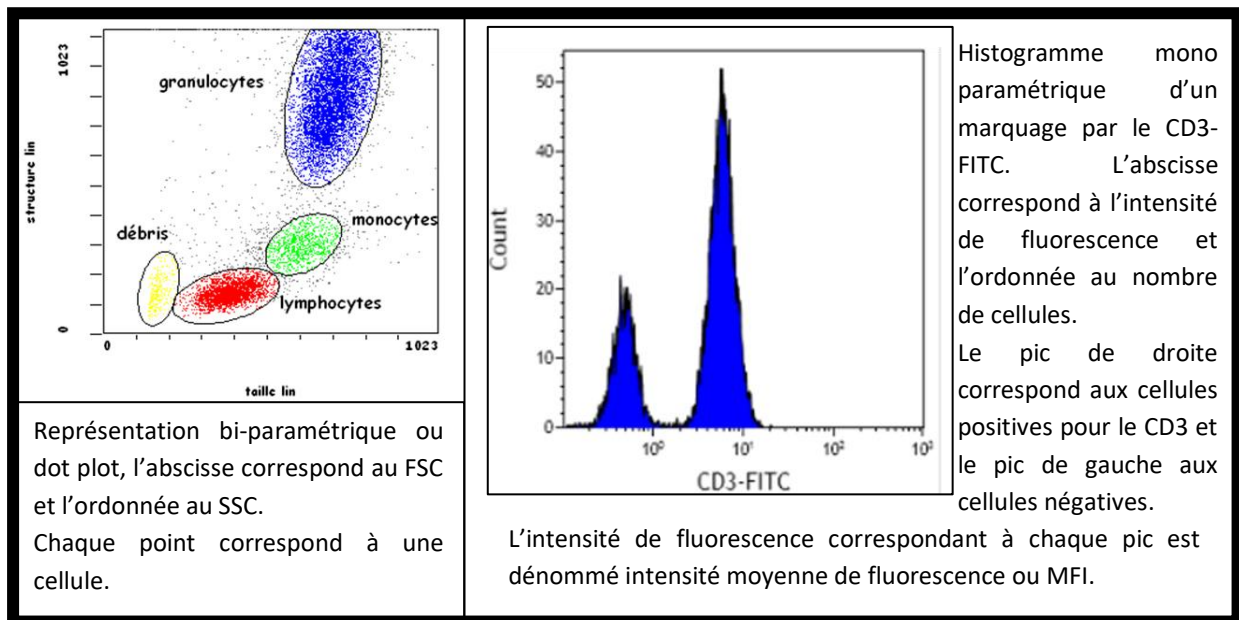 1023
granulocytes
structure lin
monocytes
débris
lymphocytes
0
0 1023
taille lin
Représentation bi-paramétrique ou
dot plot, l’abscisse correspond au FSC
et l’ordonnée au SSC.
Chaque point correspond à une
cellule.
50
40
30
20
10
0
Count
10⁰ 10¹ 10² 10³
CD3-FITC
Histogramme mono
paramétrique d’un
marquage par le CD3-
FITC. L’abscisse
correspond à l’intensité
de fluorescence et
l’ordonnée au nombre
de cellules.
Le pic de droite
correspond aux cellules
positives pour le CD3 et
le pic de gauche aux
cellules négatives.
L’intensité de fluorescence correspondant à chaque pic est
dénommé intensité moyenne de fluorescence ou MFI.